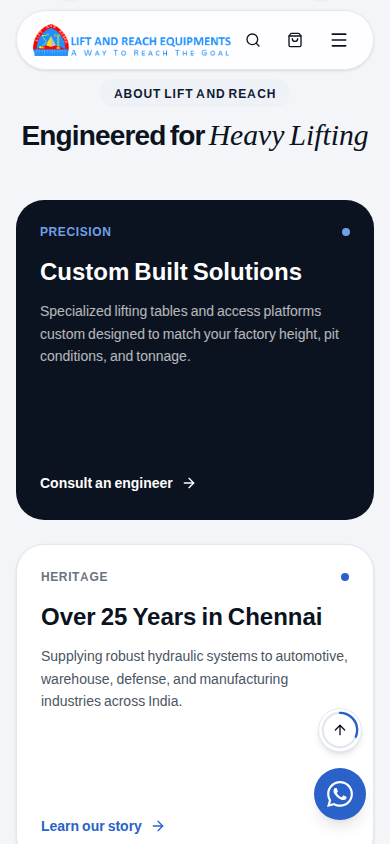 LIFT AND REACH EQUIPMENTS
A WAY TO REACH THE GOAL
ABOUT LIFT AND REACH
Engineered for Heavy Lifting
PRECISION
Custom Built Solutions
Specialized lifting tables and access platforms
custom designed to match your factory height, pit
conditions, and tonnage.
Consult an engineer
HERITAGE
Over 25 Years in Chennai
Supplying robust hydraulic systems to automotive,
warehouse, defense, and manufacturing
industries across India.
Learn our story